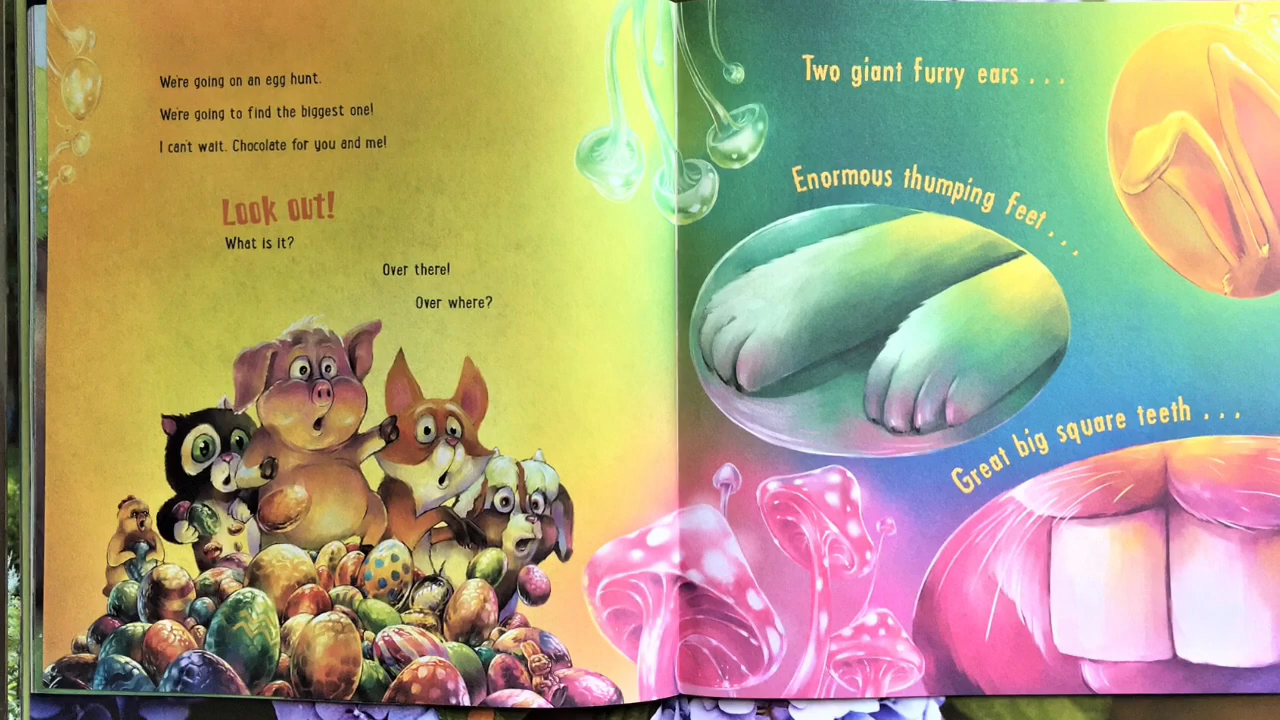 We're going on an egg hunt.
We're going to find the biggest one!
I can't wait. Chocolate for you and me!
Look out!
What is it?
Over there!
Over where?
Two giant furry ears . . .
Enormous thumping feet . . .
Great big square teeth . . .